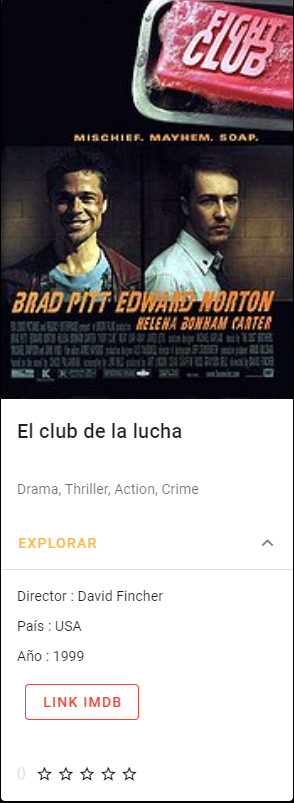 FIGHT
CLUB
MISCHIEF. MAYHEM. SOAP.
BRAD PITT EDWARD NORTON
HELENA BONHAM CARTER
El club de la lucha
Drama, Thriller, Action, Crime
EXPLORAR
Director : David Fincher
País : USA
Año : 1999
LINK IMDB
0